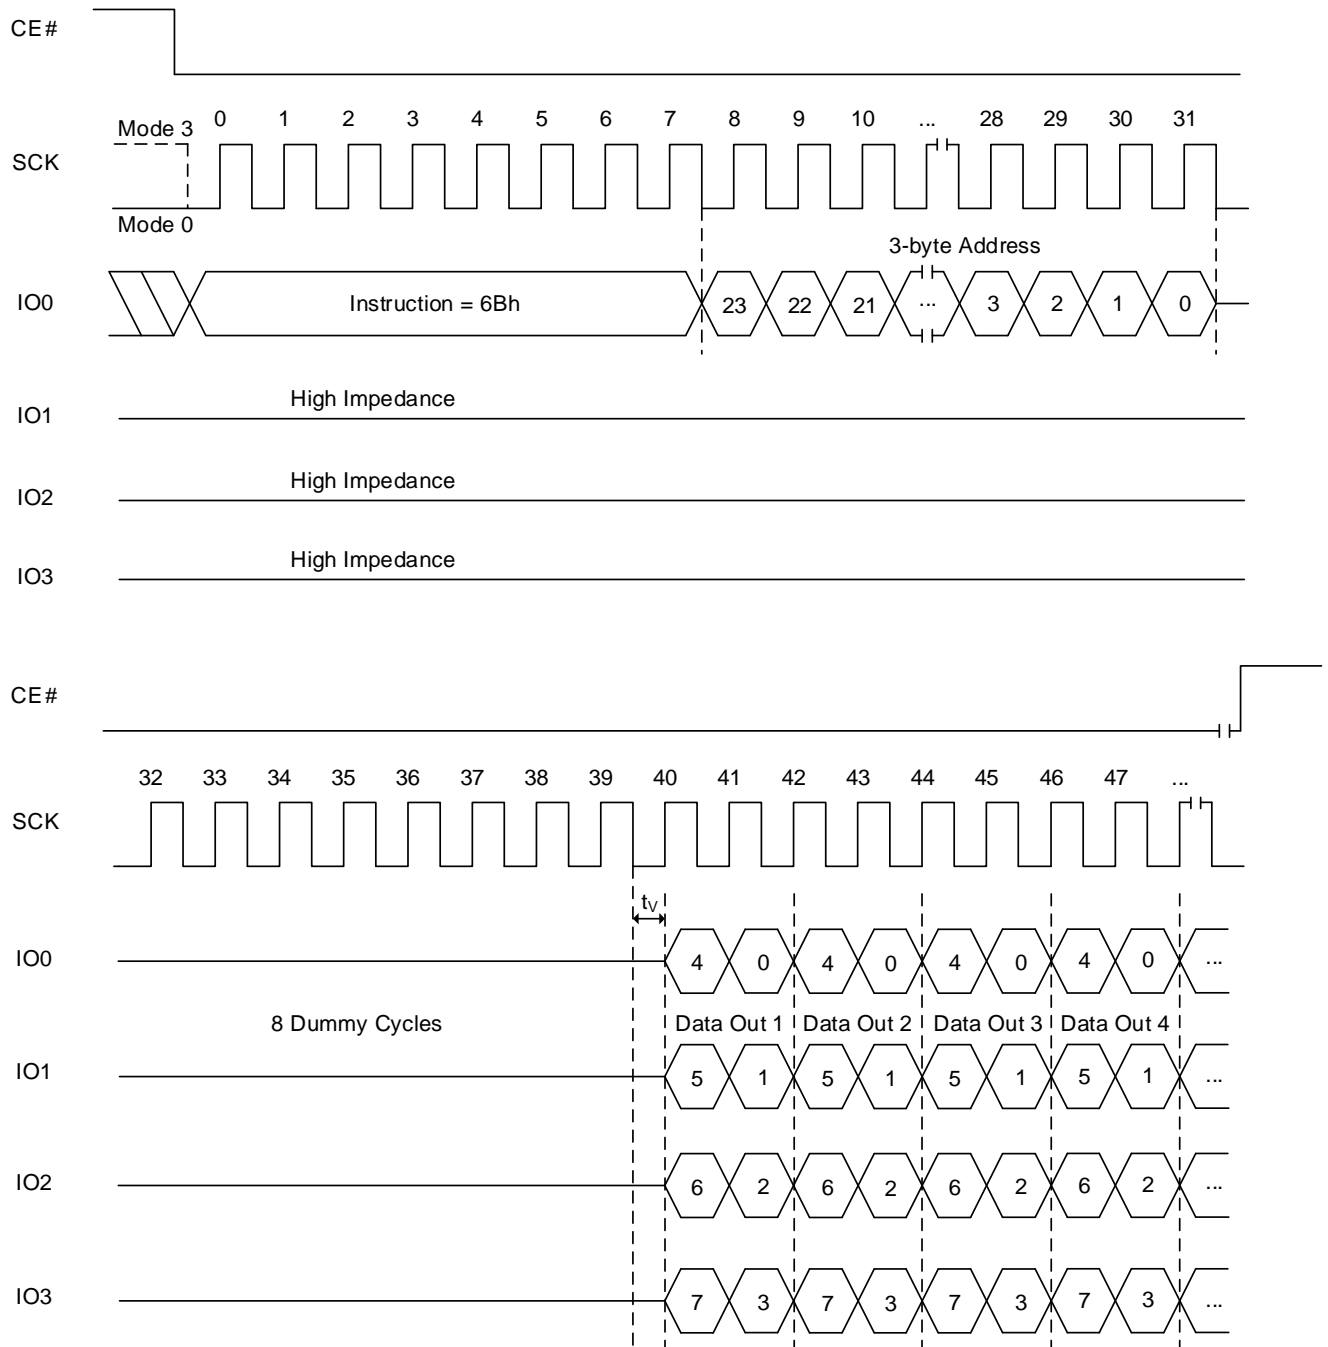 CE#
Mode 3 0 1 2 3 4 5 6 7 8 9 10 ... 28 29 30 31
SCK
Mode 0
3-byte Address
IO0 Instruction = 6Bh 23 22 21 ... 3 2 1 0
High Impedance
IO1
High Impedance
IO2
High Impedance
IO3
CE#
32 33 34 35 36 37 38 39 40 41 42 43 44 45 46 47 ...
SCK
tV
IO0 4 0 4 0 4 0 4 0 ...
8 Dummy Cycles Data Out 1 Data Out 2 Data Out 3 Data Out 4
IO1 5 1 5 1 5 1 5 1 ...
IO2 6 2 6 2 6 2 6 2 ...
IO3 7 3 7 3 7 3 7 3 ...